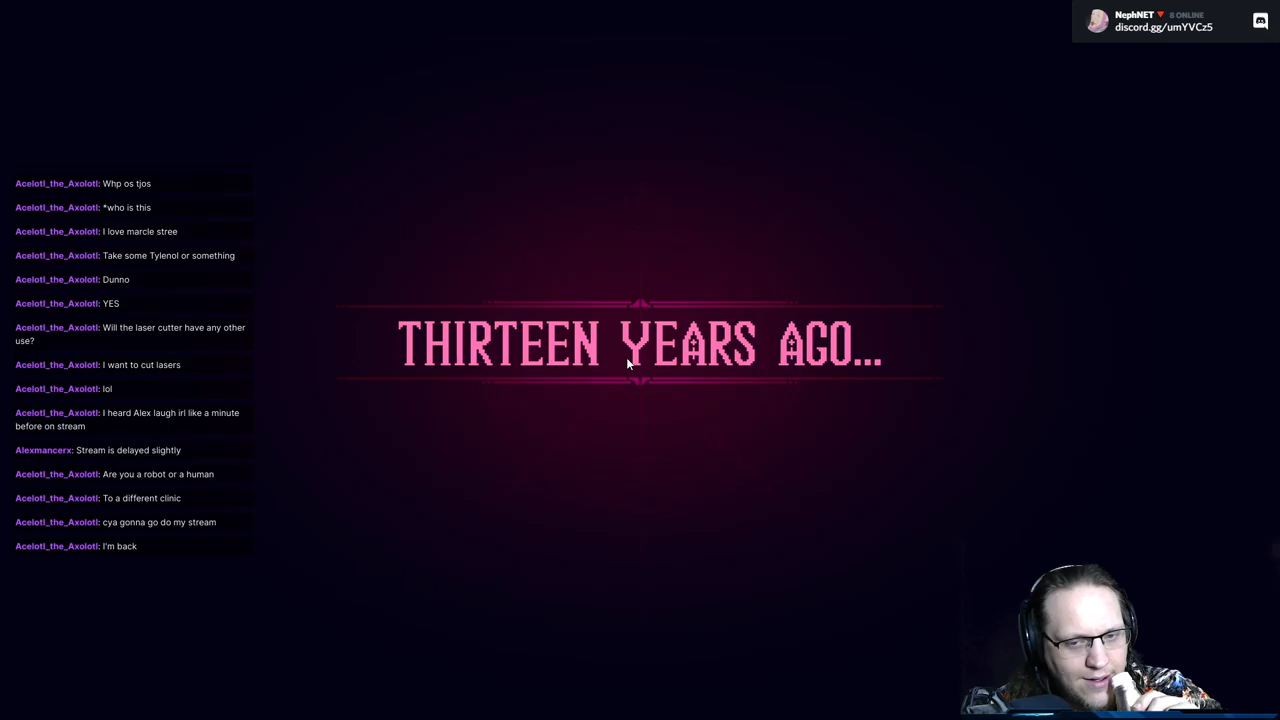 NephNET 8 ONLINE
discord.gg/umYVCz5
Acelotl_the_Axolotl: Whp os tjos
Acelotl_the_Axolotl: *who is this
Acelotl_the_Axolotl: I love marcle stree
Acelotl_the_Axolotl: Take some Tylenol or something
Acelotl_the_Axolotl: Dunno
Acelotl_the_Axolotl: YES
Acelotl_the_Axolotl: Will the laser cutter have any other
use?
Acelotl_the_Axolotl: I want to cut lasers
Acelotl_the_Axolotl: lol
Acelotl_the_Axolotl: I heard Alex laugh irl like a minute
before on stream
Alexmancerx: Stream is delayed slightly
Acelotl_the_Axolotl: Are you a robot or a human
Acelotl_the_Axolotl: To a different clinic
Acelotl_the_Axolotl: cya gonna go do my stream
Acelotl_the_Axolotl: I'm back
THIRTEEN YEARS AGO...